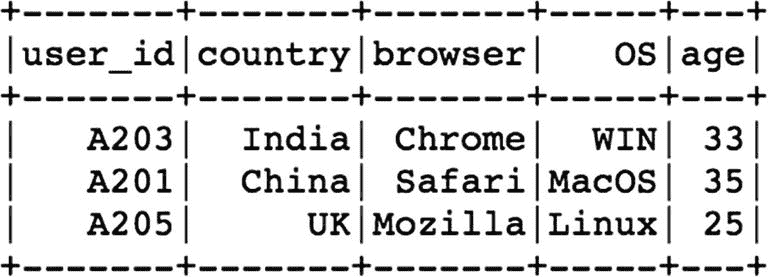 +-------+-------+-------+-----+---+
|user_id|country|browser|   OS|age|
+-------+-------+-------+-----+---+
|   A203|  India| Chrome|  WIN| 33|
|   A201|  China| Safari|MacOS| 35|
|   A205|     UK|Mozilla|Linux| 25|
+-------+-------+-------+-----+---+